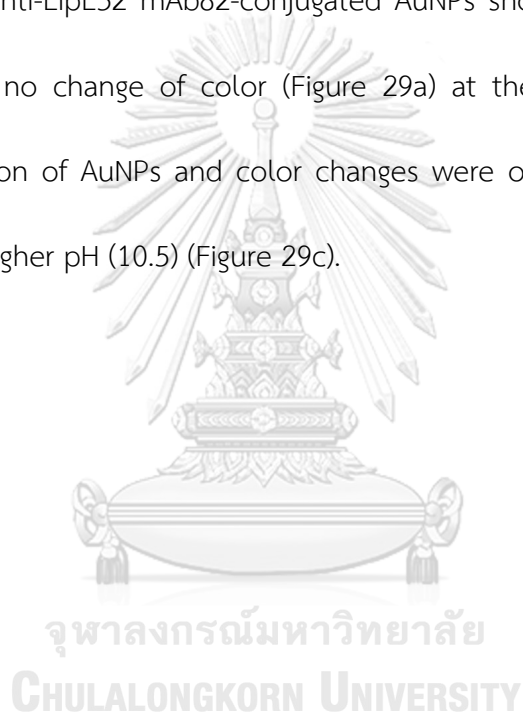 anti-LipL32 mAb82-conjugated AuNPs sho
no change of color (Figure 29a) at the
on of AuNPs and color changes were o
gher pH (10.5) (Figure 29c).
จุฬาลงกรณ์มหาวิทยาลัย
CHULALONGKORN UNIVERSITY